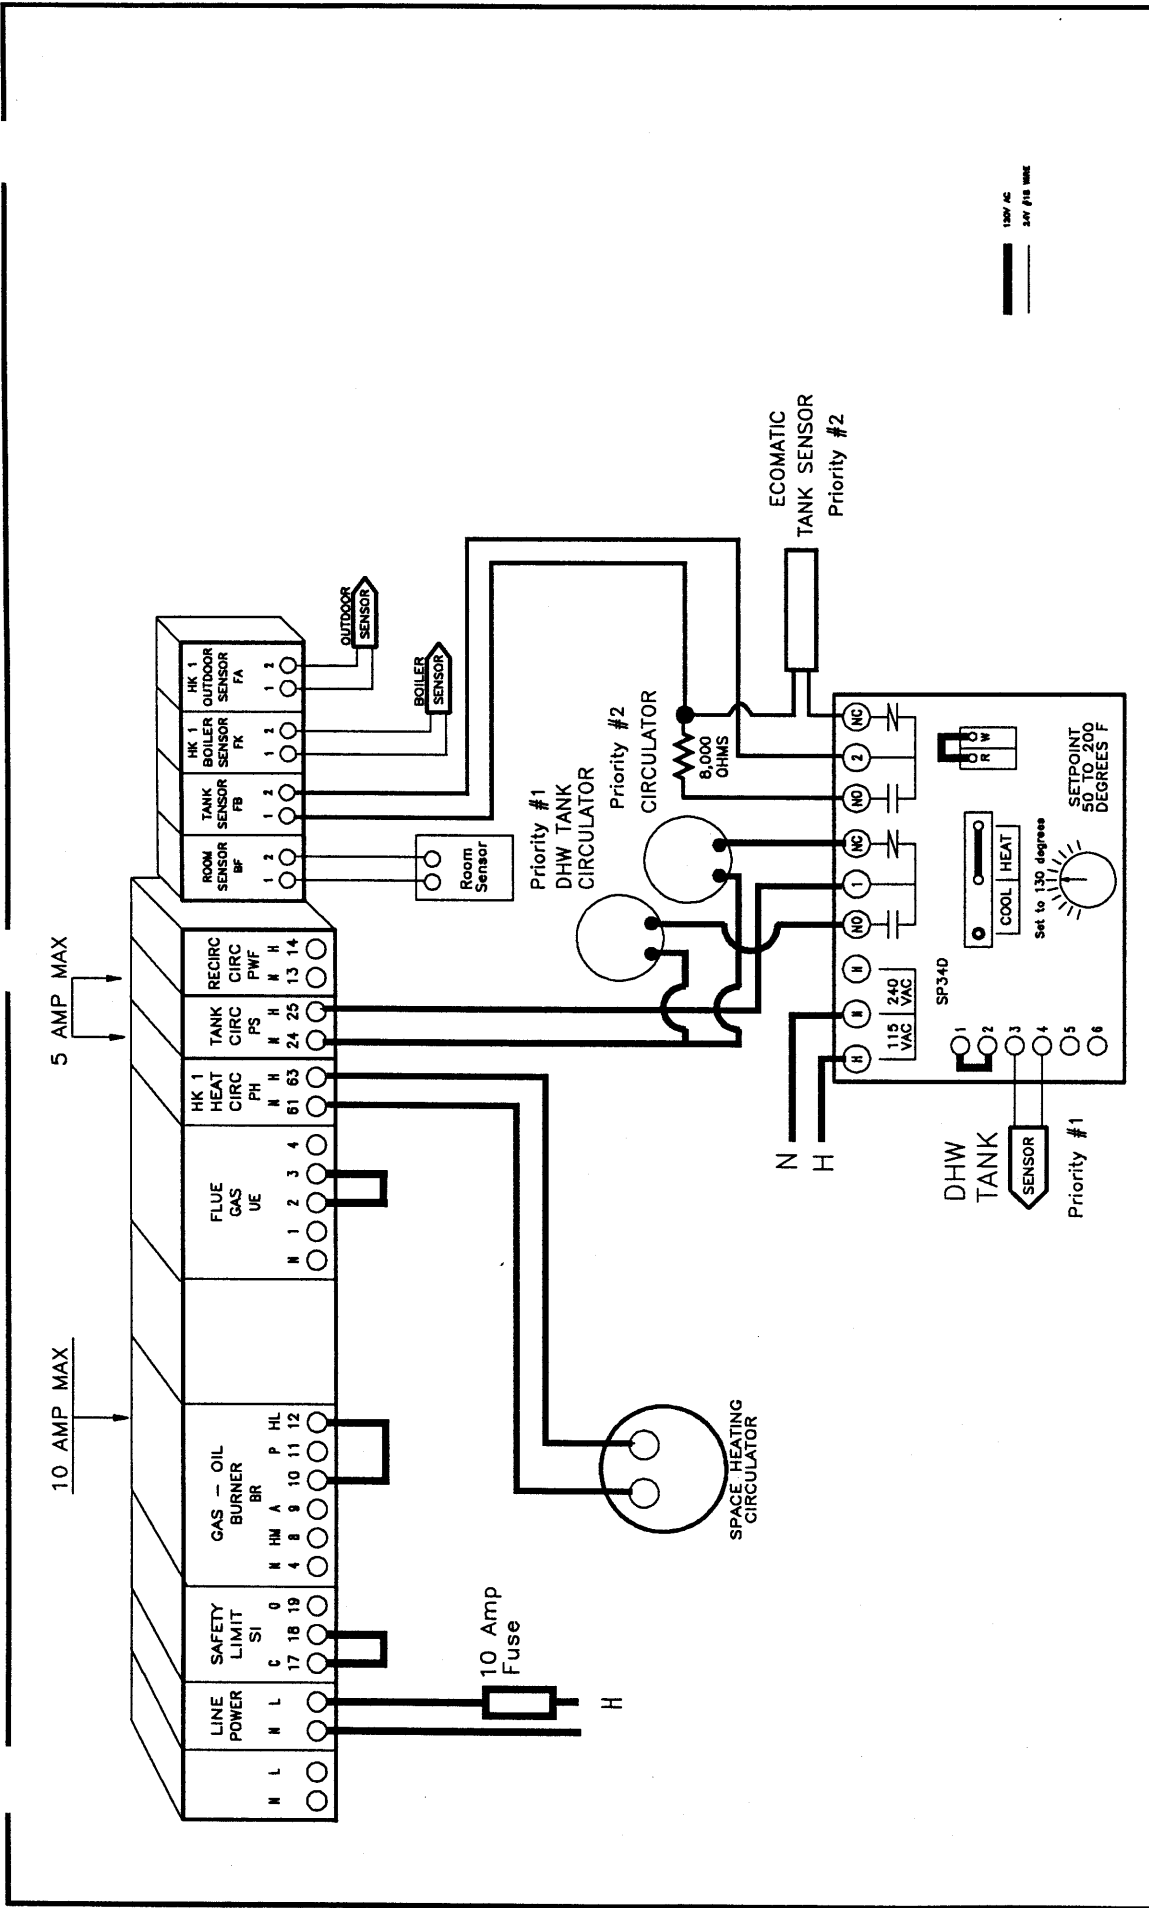 10 AMP MAX
5 AMP MAX
N L
LINE
POWER
N L
SAFETY
LIMIT
SI
C O
17 18 19
GAS – OIL
BURNER
BR
N HM A P HL
4 8 9 10 11 12
FLUE
GAS
UE
N 1 2 3 4
HK 1
HEAT
CIRC
PH
N H
61 63
TANK
CIRC
PS
N H
24 25
RECIRC
CIRC
PWF
N H
13 14
ROOM
SENSOR
BF
1 2
TANK
SENSOR
FB
1 2
HK 1
BOILER
SENSOR
FK
1 2
HK 1
OUTDOOR
SENSOR
FA
1 2
OUTDOOR
SENSOR
BOILER
SENSOR
Room
Sensor
10 Amp
Fuse
H
SPACE HEATING
CIRCULATOR
Priority #1
DHW TANK
CIRCULATOR
Priority #2
CIRCULATOR
8,000
OHMS
ECOMATIC
TANK SENSOR
Priority #2
N
H
H N H NO 1 NC NO 2 NC
115
VAC
240
VAC
SP34D
1
2
3
4
5
6
COOL HEAT
R W
Set to 130 degrees
SETPOINT
50 TO 200
DEGREES F
DHW
TANK
SENSOR
Priority #1
120V AC
24V #18 WIRE